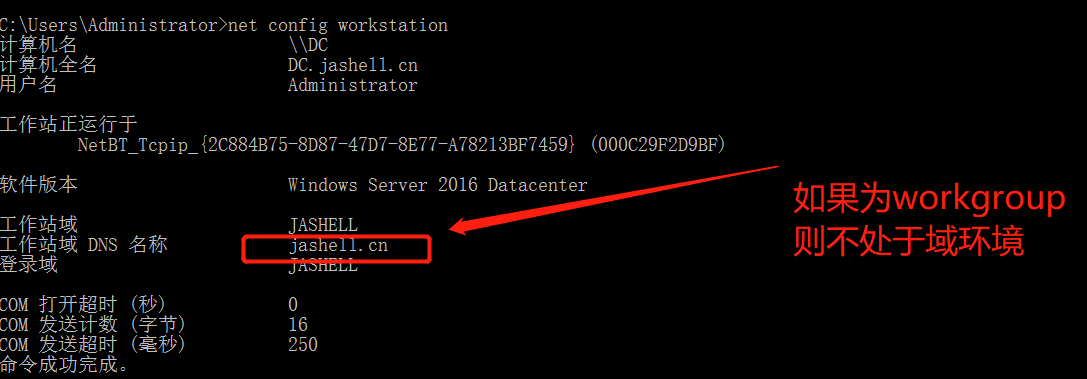 C:\Users\Administrator>net config workstation
计算机名 \\DC
计算机全名 DC.jashell.cn
用户名 Administrator
工作站正运行于
NetBT_Tcpip_{2C884B75-8D87-47D7-8E77-A78213BF7459} (000C29F2D9BF)
软件版本 Windows Server 2016 Datacenter
工作站域 JASHELL
工作站域 DNS 名称 jashell.cn
登录域 JASHELL
COM 打开超时 (秒) 0
COM 发送计数 (字节) 16
COM 发送超时 (毫秒) 250
命令成功完成。
如果为workgroup
则不处于域环境